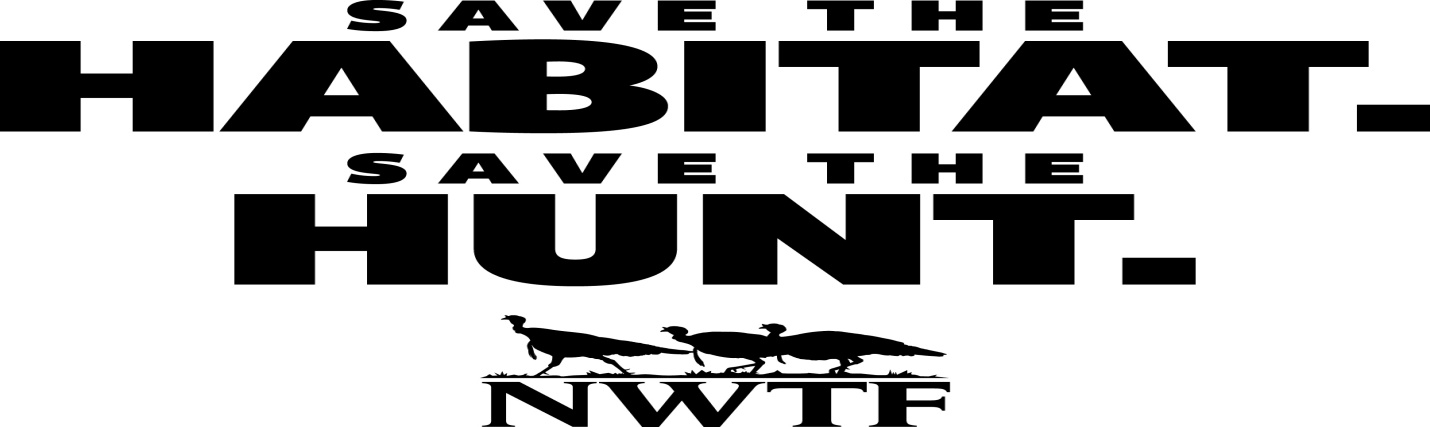 SAVE THE
HABITAT.
SAVE THE
HUNT.
NWTF